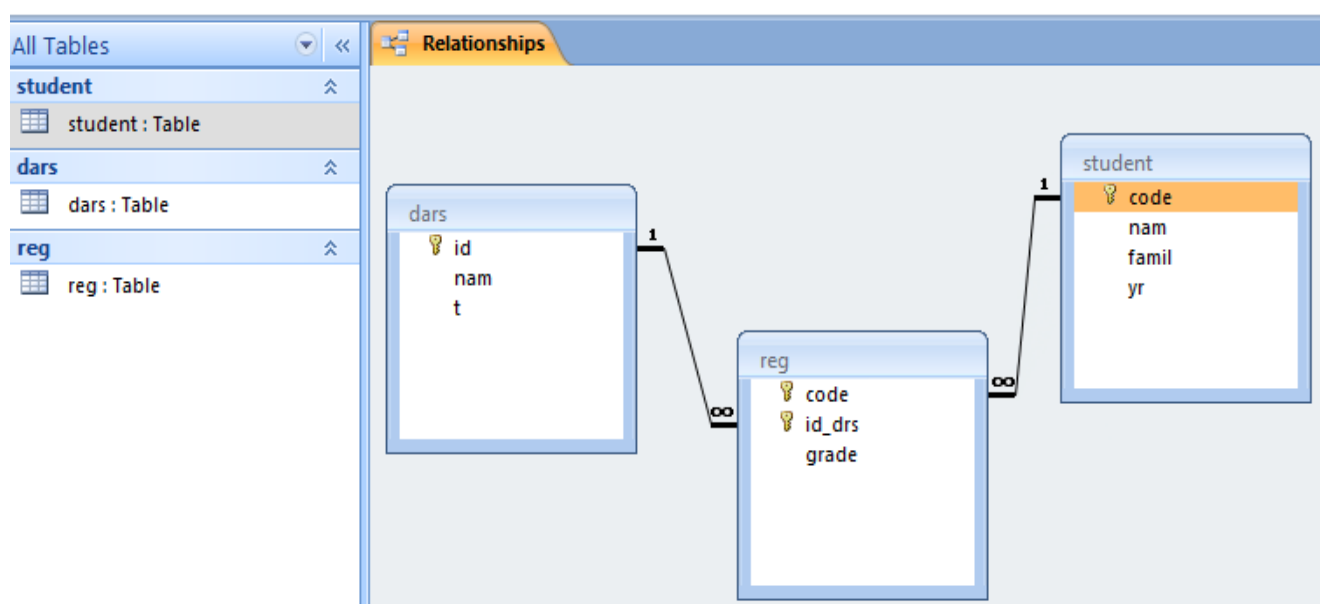 All Tables
student
student : Table
dars
dars : Table
reg
reg : Table
Relationships
dars
id
nam
t
1
∞
reg
code
id_drs
grade
∞
1
student
code
nam
famil
yr